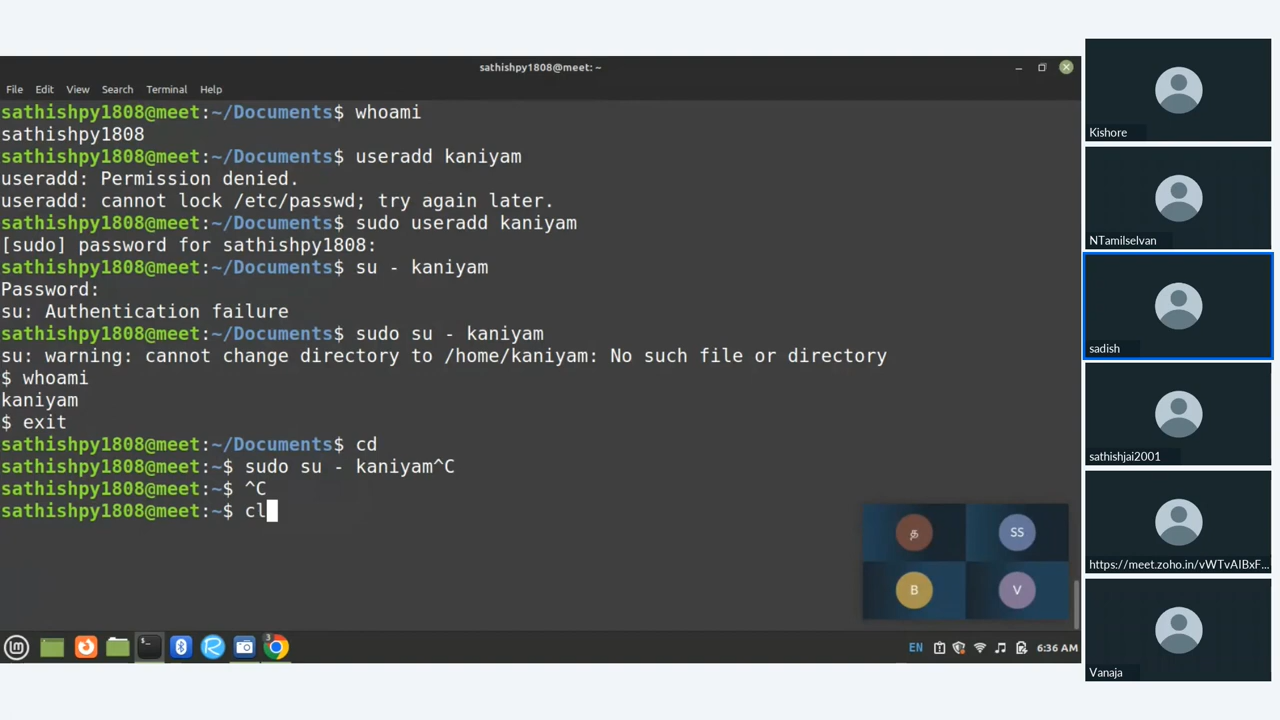 sathishpy1808@meet: ~
File Edit View Search Terminal Help
sathishpy1808@meet:~/Documents$ whoami
sathishpy1808
sathishpy1808@meet:~/Documents$ useradd kaniyam
useradd: Permission denied.
useradd: cannot lock /etc/passwd; try again later.
sathishpy1808@meet:~/Documents$ sudo useradd kaniyam
[sudo] password for sathishpy1808:
sathishpy1808@meet:~/Documents$ su - kaniyam
Password:
su: Authentication failure
sathishpy1808@meet:~/Documents$ sudo su - kaniyam
su: warning: cannot change directory to /home/kaniyam: No such file or directory
$ whoami
kaniyam
$ exit
sathishpy1808@meet:~/Documents$ cd
sathishpy1808@meet:~$ sudo su - kaniyam^C
sathishpy1808@meet:~$ ^C
sathishpy1808@meet:~$ cl
த SS
B V
3
EN 6:36 AM
Kishore
NTamilselvan
sadish
sathishjai2001
https://meet.zoho.in/vWTvAIBxF...
Vanaja